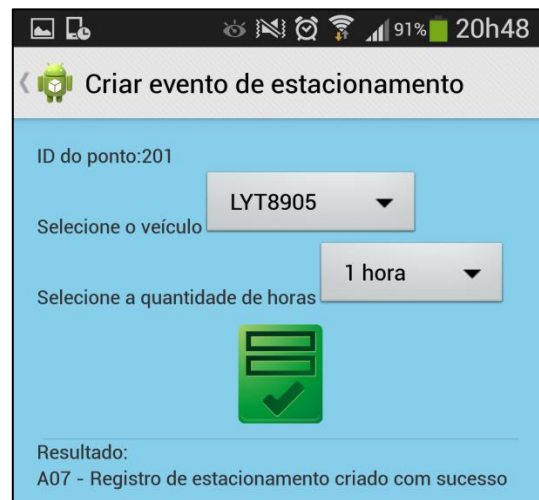 91% 20h48
Criar evento de estacionamento
ID do ponto:201
LYT8905
Selecione o veículo
1 hora
Selecione a quantidade de horas
Resultado:
A07 - Registro de estacionamento criado com sucesso